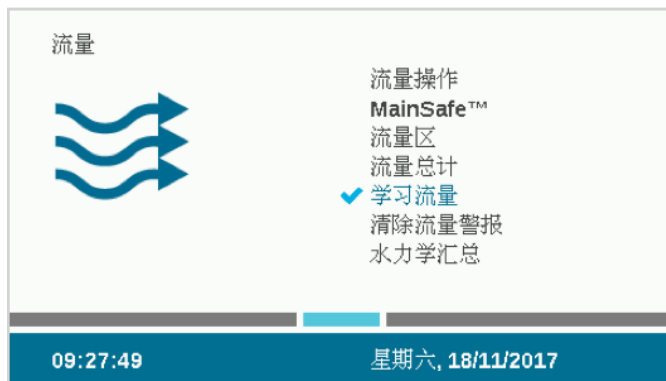 流量
流量操作
MainSafe™
流量区
流量总计
学习流量
清除流量警报
水力学汇总
09:27:49
星期六, 18/11/2017